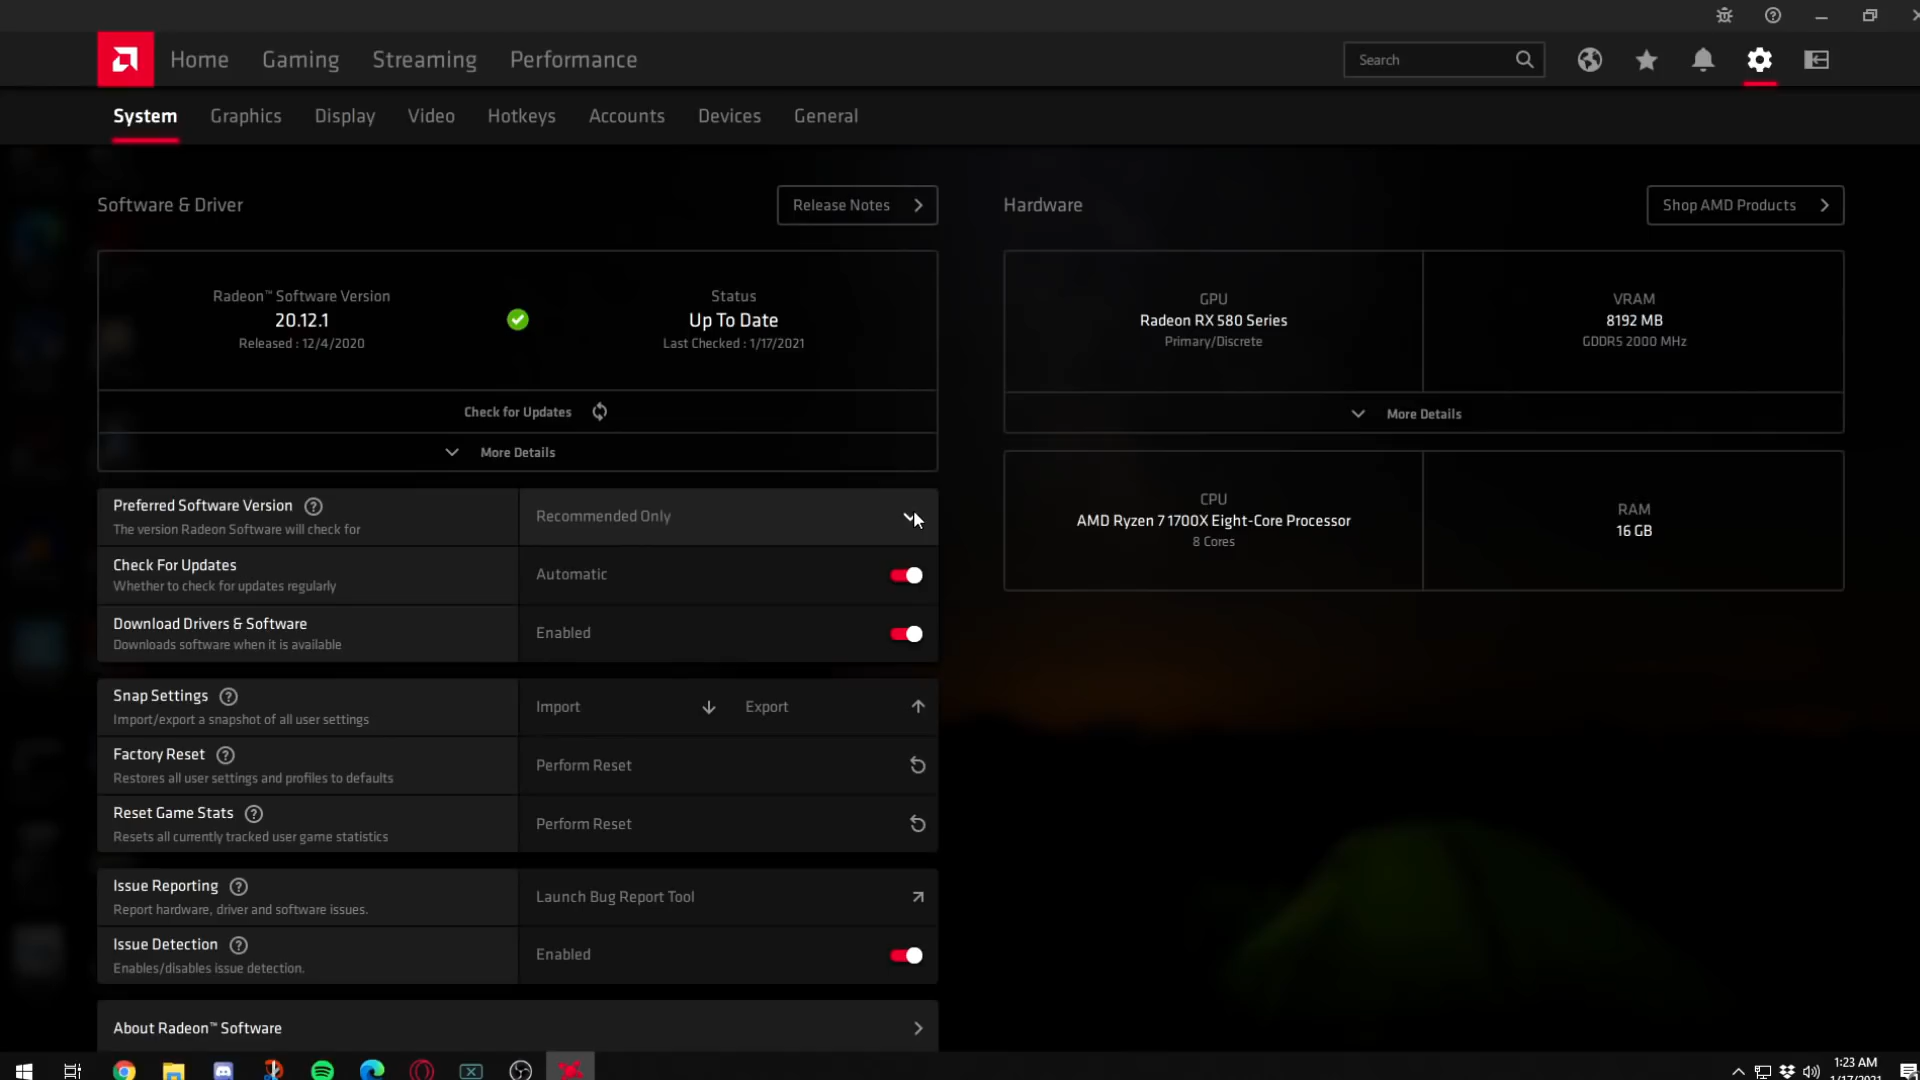 Home
Gaming
Streaming
Performance
Search
System
Graphics
Display
Video
Hotkeys
Accounts
Devices
General
Software & Driver
Release Notes
Radeon™ Software Version
20.12.1
Released : 12/4/2020
Status
Up To Date
Last Checked : 1/17/2021
Check for Updates
More Details
Preferred Software Version
The version Radeon Software will check for
Recommended Only
Check For Updates
Whether to check for updates regularly
Automatic
Download Drivers & Software
Downloads software when it is available
Enabled
Snap Settings
Import/export a snapshot of all user settings
Import
Export
Factory Reset
Restores all user settings and profiles to defaults
Perform Reset
Reset Game Stats
Resets all currently tracked user game statistics
Perform Reset
Issue Reporting
Report hardware, driver and software issues.
Launch Bug Report Tool
Issue Detection
Enables/disables issue detection.
Enabled
About Radeon™ Software
Hardware
Shop AMD Products
GPU
Radeon RX 580 Series
Primary/Discrete
VRAM
8192 MB
GDDR5 2000 MHz
More Details
CPU
AMD Ryzen 7 1700X Eight-Core Processor
8 Cores
RAM
16 GB
1:23 AM
1/17/2021